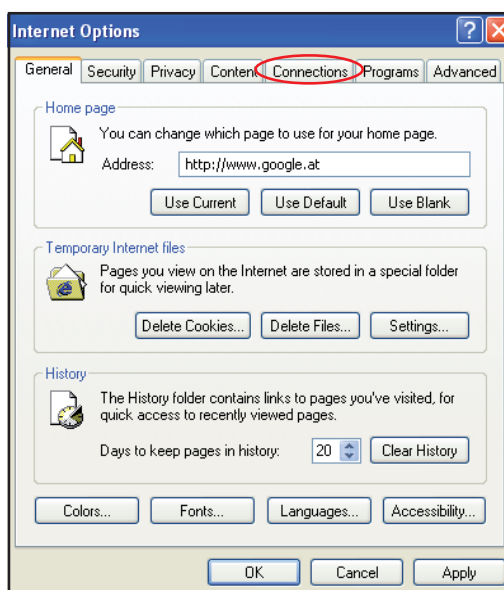 Internet Options
General Security Privacy Content Connections Programs Advanced
Home page
You can change which page to use for your home page.
Address: http://www.google.at
Use Current Use Default Use Blank
Temporary Internet files
Pages you view on the Internet are stored in a special folder
for quick viewing later.
Delete Cookies... Delete Files... Settings...
History
The History folder contains links to pages you've visited, for
quick access to recently viewed pages.
Days to keep pages in history: 20 Clear History
Colors... Fonts... Languages... Accessibility...
OK Cancel Apply